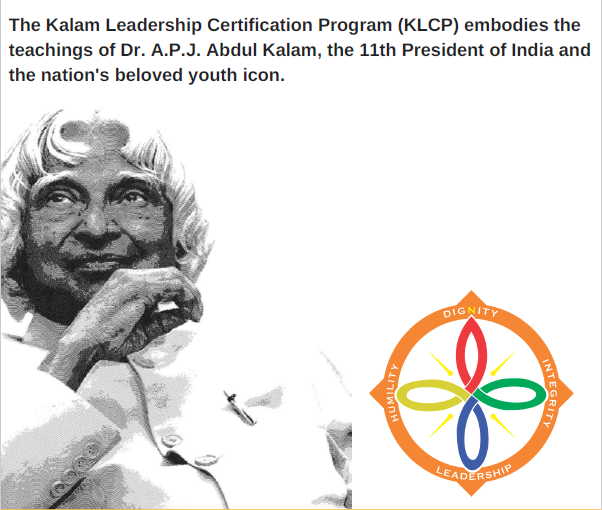 The Kalam Leadership Certification Program (KLCP) embodies the
teachings of Dr. A.P.J. Abdul Kalam, the 11th President of India and
the nation's beloved youth icon.
DIGNITY
HUMILITY
INTEGRITY
LEADERSHIP